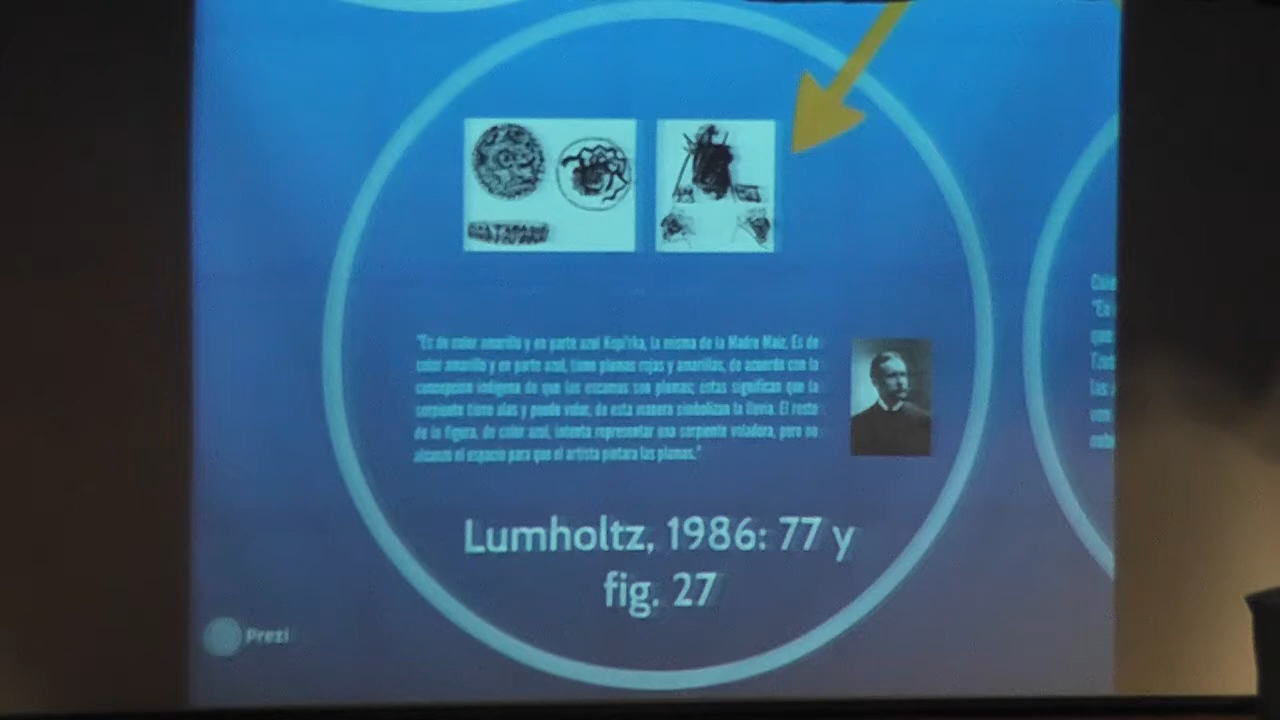 "Es de color amarillo y en parte azul la misma de la Madre Maíz. Es de
color amarillo y en parte azul, tiene plumas rojas y amarillas, de acuerdo con la
concepción indígena de que las escamas son plumas; éstas significan que la
serpiente tiene alas y puede volar, de esta manera simbolizan la lluvia. El resto
de la figura, de color azul, intenta representar una serpiente voladora, pero no
alcanzó el espacio para que el artista pintara las plumas."
Lumholtz, 1986: 77 y
fig. 27
"En
que
las
Prezi